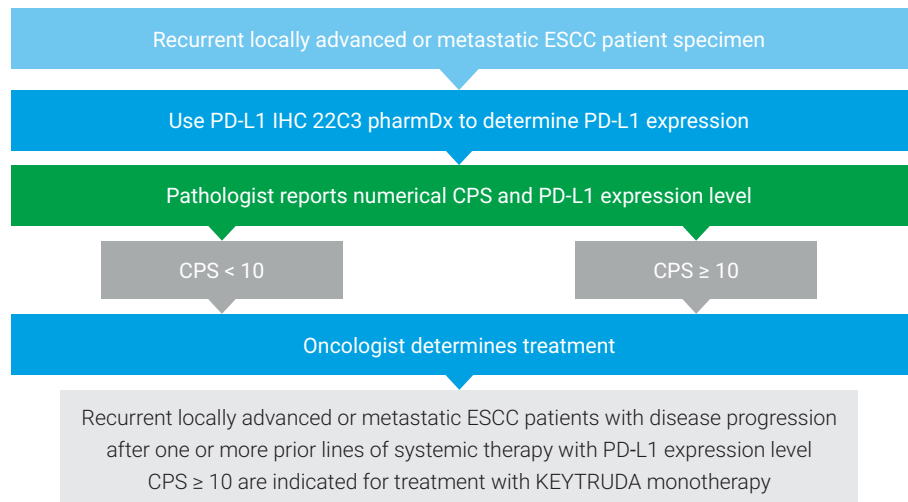 Recurrent locally advanced or metastatic ESCC patient specimen
Use PD-L1 IHC 22C3 pharmDx to determine PD-L1 expression
Pathologist reports numerical CPS and PD-L1 expression level
CPS < 10
CPS ≥ 10
Oncologist determines treatment
Recurrent locally advanced or metastatic ESCC patients with disease progression
after one or more prior lines of systemic therapy with PD-L1 expression level
CPS ≥ 10 are indicated for treatment with KEYTRUDA monotherapy